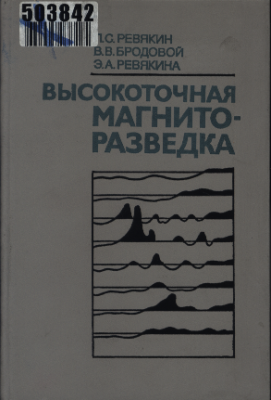 503842
П.С. РЕВЯКИН
В.В. БРОДОВОЙ
Э.А. РЕВЯКИНА
ВЫСОКОТОЧНАЯ
МАГНИТО-
РАЗВЕДКА